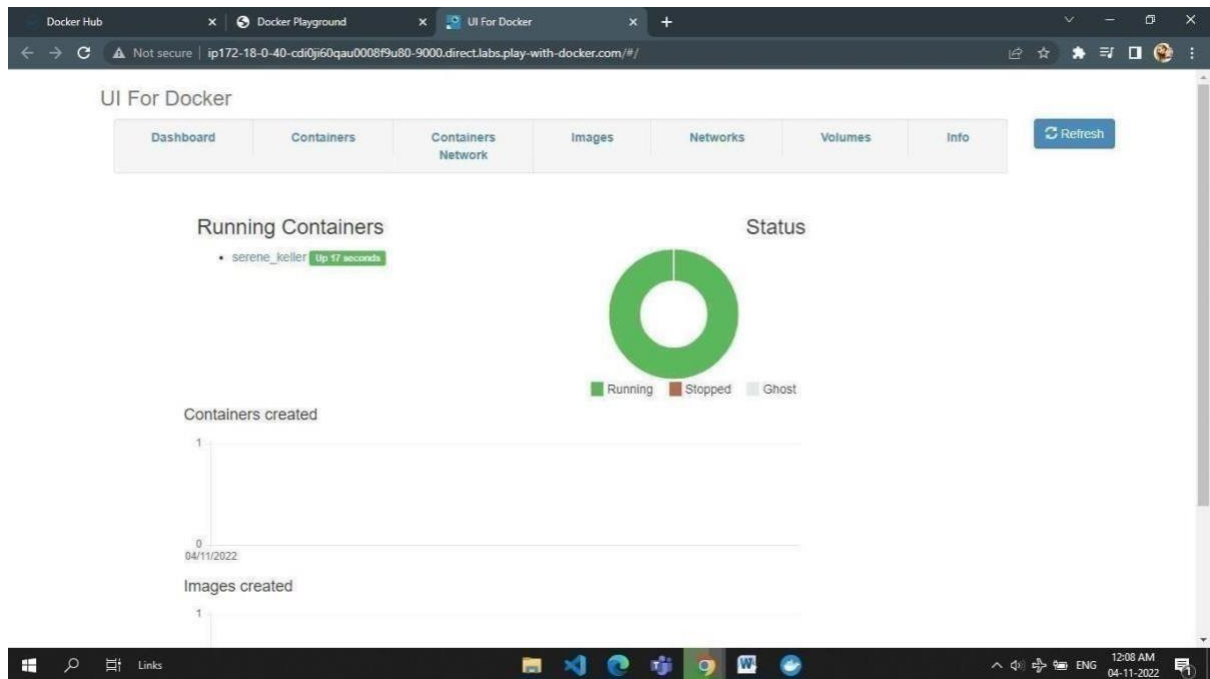 Docker Hub
Docker Playground
UI For Docker
Not secure | ip172-18-0-40-cdi0ji60qau0008f9u80-9000.direct.labs.play-with-docker.com/#/
UI For Docker
Dashboard
Containers
Containers
Network
Images
Networks
Volumes
Info
Refresh
Running Containers
serene_keller Up 17 seconds
Status
Running Stopped Ghost
Containers created
1
0
04/11/2022
Images created
1
Links
ENG
12:08 AM
04-11-2022
1